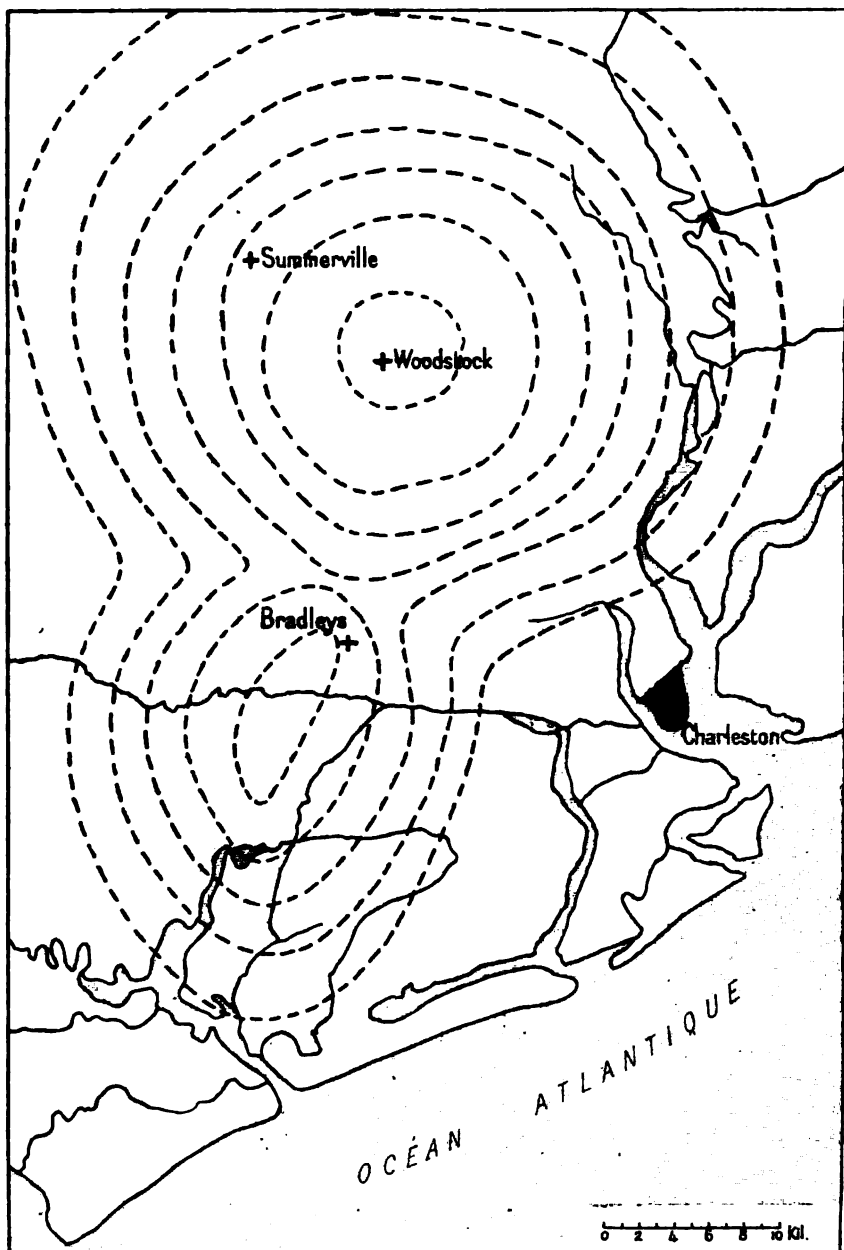 Summerville
Woodstock
Bradleys
Charleston
OCÉAN ATLANTIQUE
0 2 4 6 8 10 Kil.